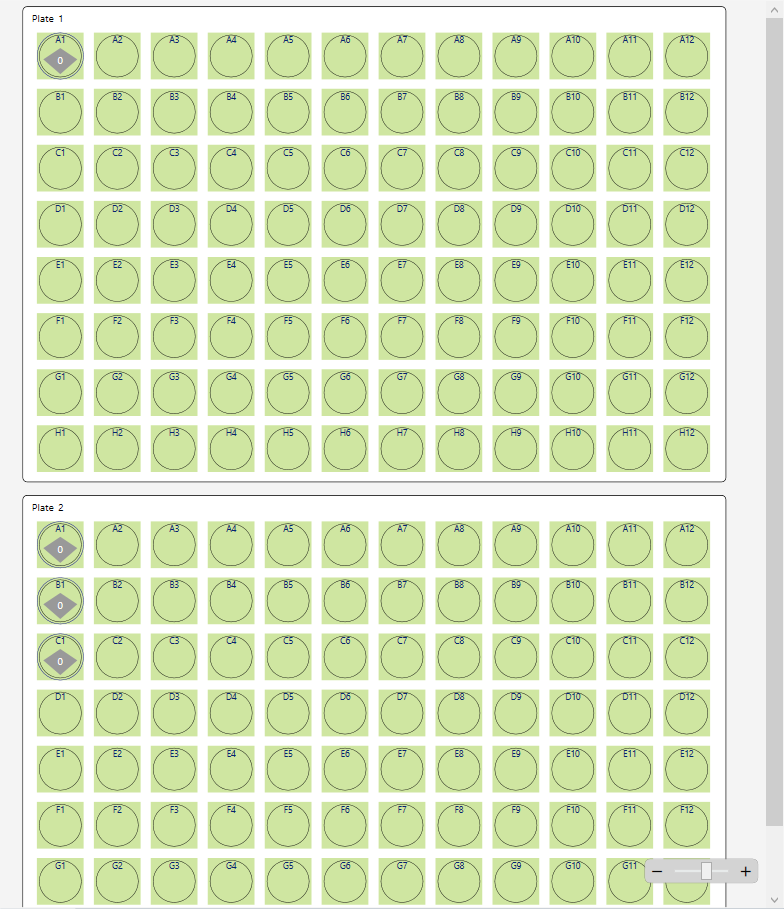 Plate 1
A1 A2 A3 A4 A5 A6 A7 A8 A9 A10 A11 A12
0
B1 B2 B3 B4 B5 B6 B7 B8 B9 B10 B11 B12
C1 C2 C3 C4 C5 C6 C7 C8 C9 C10 C11 C12
D1 D2 D3 D4 D5 D6 D7 D8 D9 D10 D11 D12
E1 E2 E3 E4 E5 E6 E7 E8 E9 E10 E11 E12
F1 F2 F3 F4 F5 F6 F7 F8 F9 F10 F11 F12
G1 G2 G3 G4 G5 G6 G7 G8 G9 G10 G11 G12
H1 H2 H3 H4 H5 H6 H7 H8 H9 H10 H11 H12
Plate 2
A1 A2 A3 A4 A5 A6 A7 A8 A9 A10 A11 A12
0
B1 B2 B3 B4 B5 B6 B7 B8 B9 B10 B11 B12
0
C1 C2 C3 C4 C5 C6 C7 C8 C9 C10 C11 C12
0
D1 D2 D3 D4 D5 D6 D7 D8 D9 D10 D11 D12
E1 E2 E3 E4 E5 E6 E7 E8 E9 E10 E11 E12
F1 F2 F3 F4 F5 F6 F7 F8 F9 F10 F11 F12
G1 G2 G3 G4 G5 G6 G7 G8 G9 G10 G11